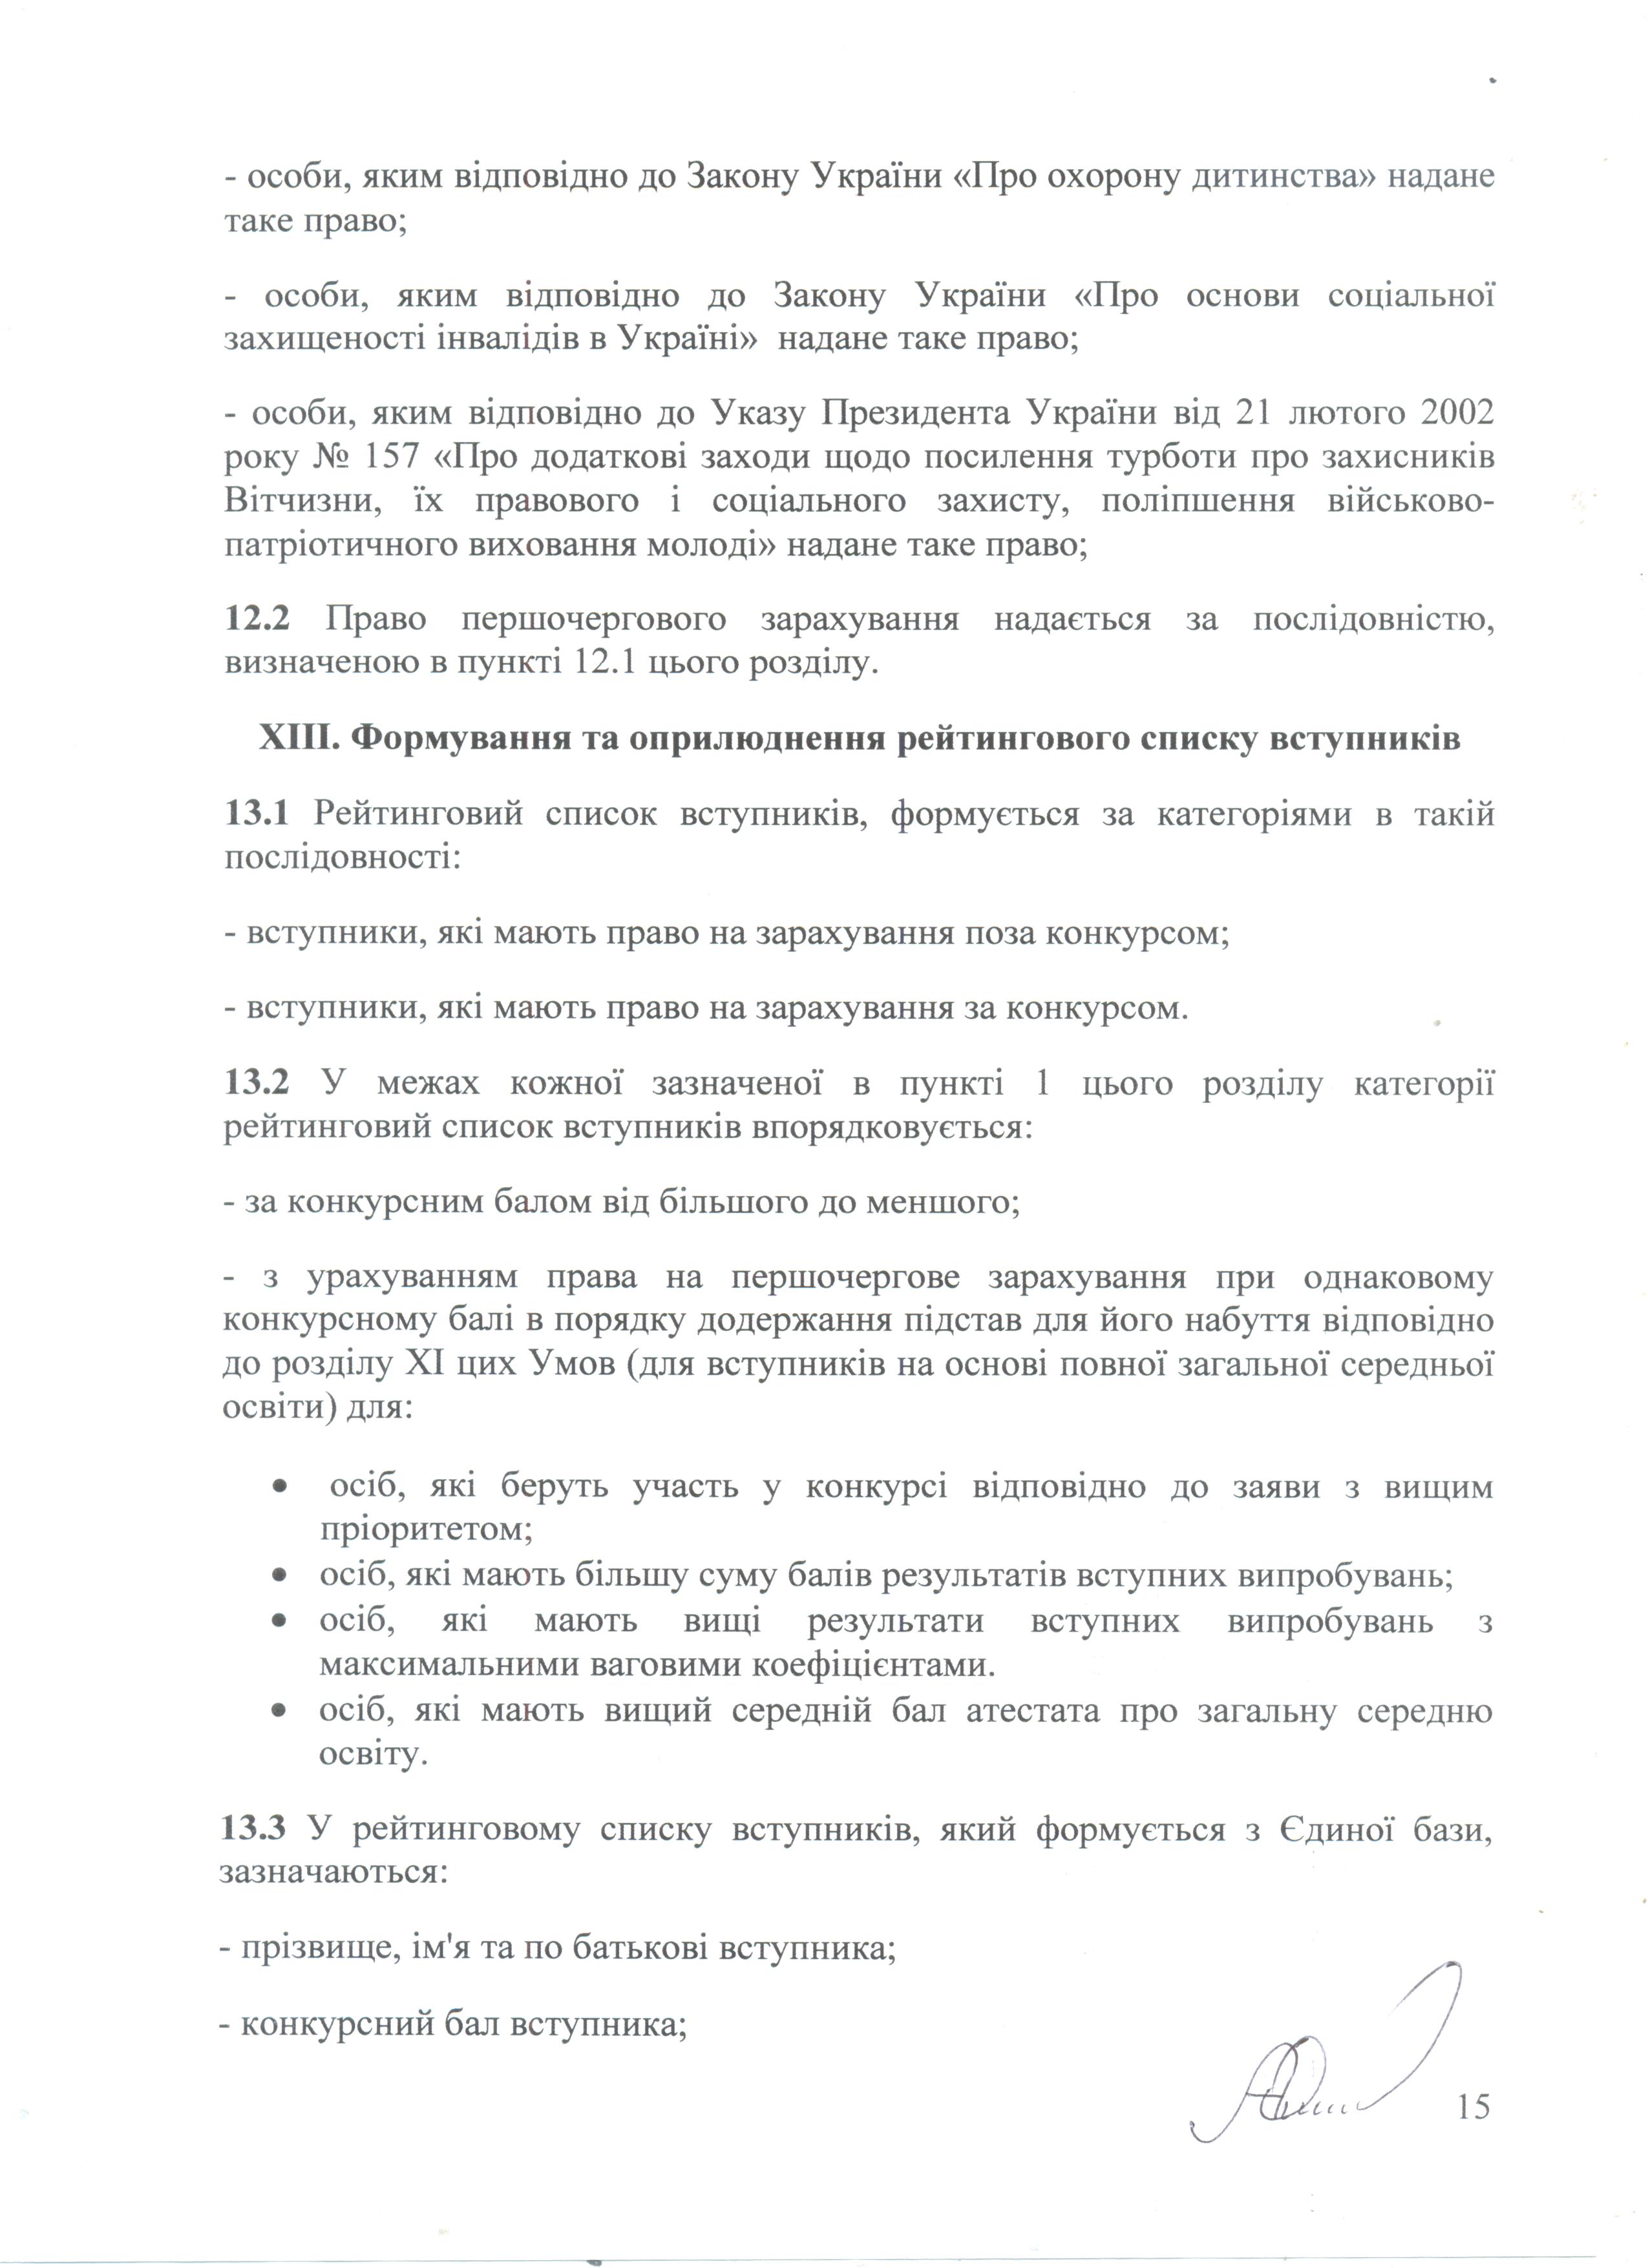 - особи, яким відповідно до Закону України «Про охорону дитинства» надане
таке право;
- особи, яким відповідно до Закону України «Про основи соціальної
захищеності інвалідів в Україні» надане таке право;
- особи, яким відповідно до Указу Президента України від 21 лютого 2002
року № 157 «Про додаткові заходи щодо посилення турботи про захисників
Вітчизни, їх правового і соціального захисту, поліпшення військово-
патріотичного виховання молоді» надане таке право;
12.2 Право першочергового зарахування надається за послідовністю,
визначеною в пункті 12.1 цього розділу.
XIII. Формування та оприлюднення рейтингового списку вступників
13.1 Рейтинговий список вступників, формується за категоріями в такій
послідовності:
- вступники, які мають право на зарахування поза конкурсом;
- вступники, які мають право на зарахування за конкурсом.
13.2 У межах кожної зазначеної в пункті 1 цього розділу категорії
рейтинговий список вступників впорядковується:
- за конкурсним балом від більшого до меншого;
- з урахуванням права на першочергове зарахування при однаковому
конкурсному балі в порядку додержання підстав для його набуття відповідно
до розділу XI цих Умов (для вступників на основі повної загальної середньої
освіти) для:
• осіб, які беруть участь у конкурсі відповідно до заяви з вищим
пріоритетом;
• осіб, які мають більшу суму балів результатів вступних випробувань;
• осіб, які мають вищі результати вступних випробувань з
максимальними ваговими коефіцієнтами.
• осіб, які мають вищий середній бал атестата про загальну середню
освіту.
13.3 У рейтинговому списку вступників, який формується з Єдиної бази,
зазначаються:
- прізвище, ім'я та по батькові вступника;
- конкурсний бал вступника;
15